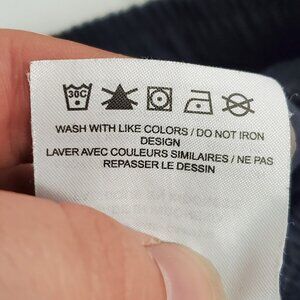 30C
WASH WITH LIKE COLORS / DO NOT IRON
DESIGN
LAVER AVEC COULEURS SIMILAIRES / NE PAS
REPASSER LE DESSIN